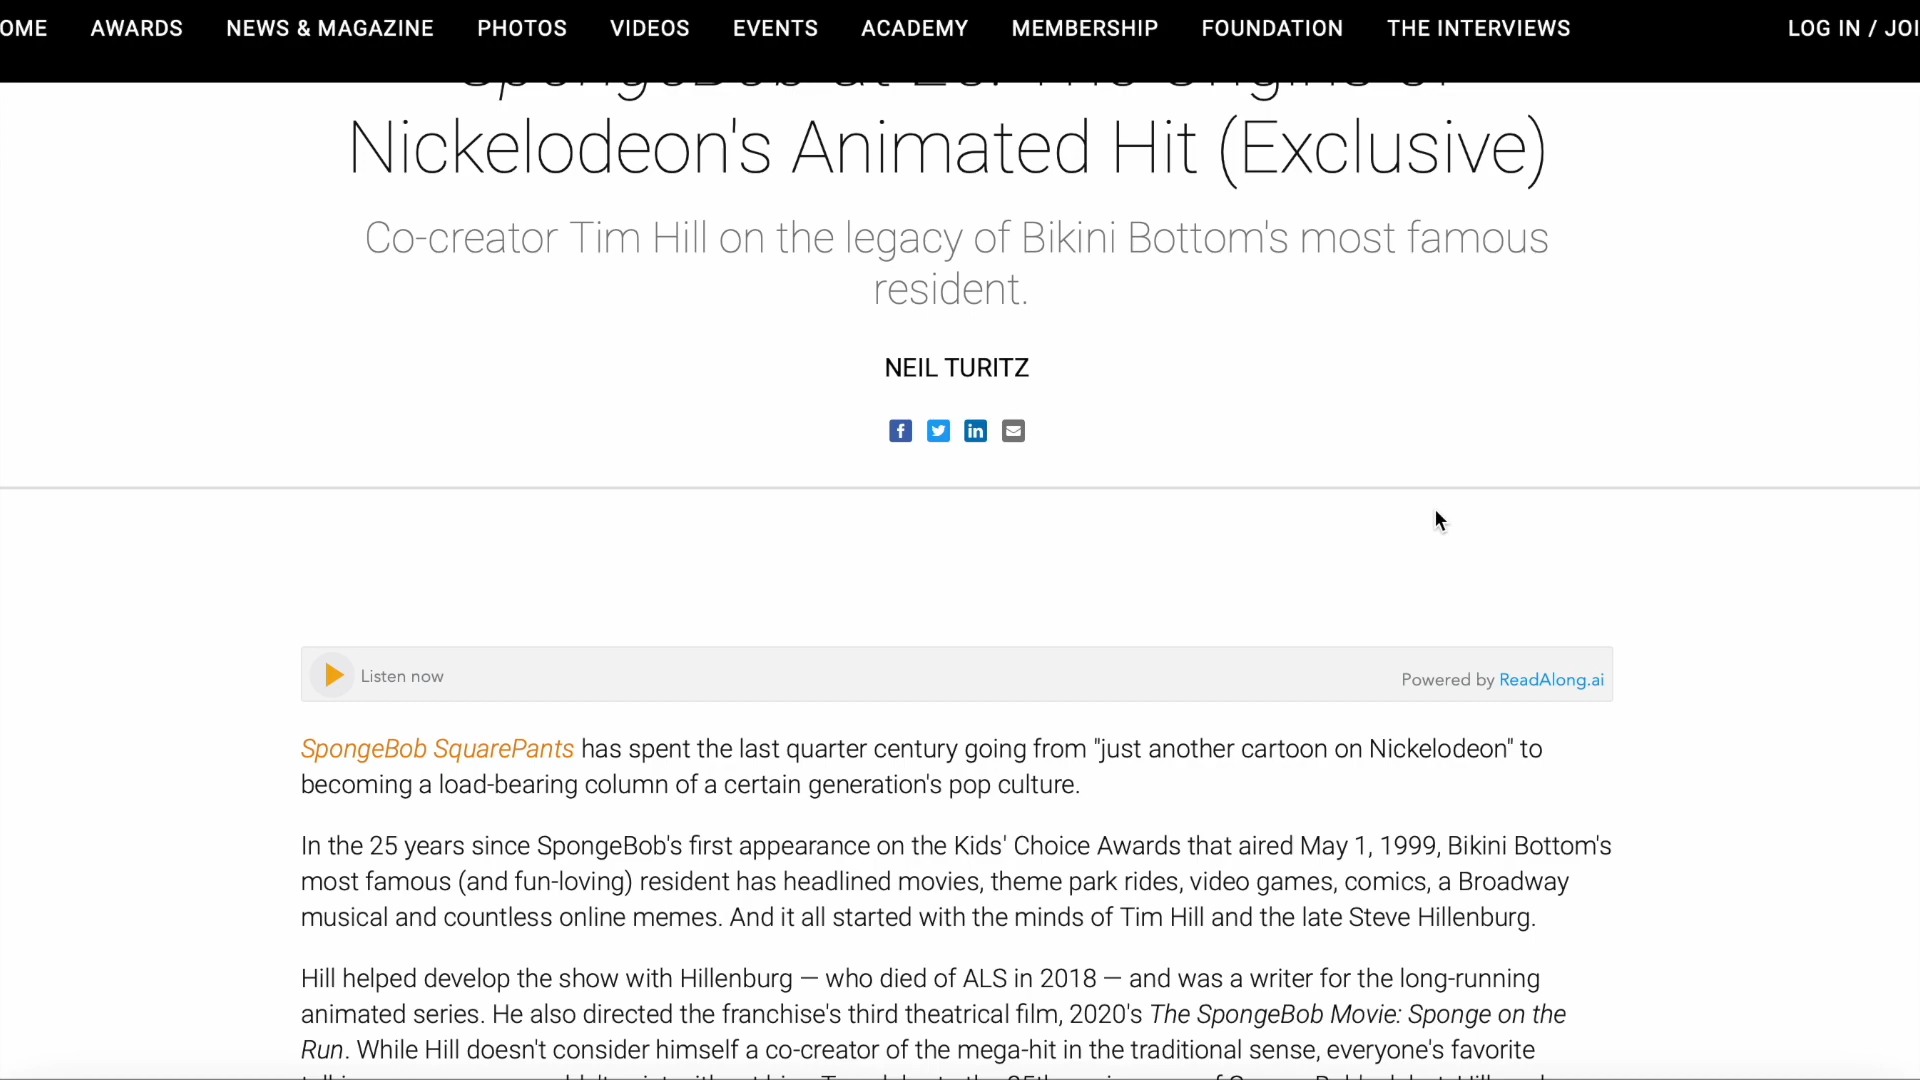 OME AWARDS NEWS & MAGAZINE PHOTOS VIDEOS EVENTS ACADEMY MEMBERSHIP FOUNDATION THE INTERVIEWS LOG IN / JOI
SpongeBob at 25: The Origins of
Nickelodeon's Animated Hit (Exclusive)
Co-creator Tim Hill on the legacy of Bikini Bottom's most famous
resident.
NEIL TURITZ
Listen now
Powered by ReadAlong.ai
SpongeBob SquarePants has spent the last quarter century going from "just another cartoon on Nickelodeon" to
becoming a load-bearing column of a certain generation's pop culture.
In the 25 years since SpongeBob's first appearance on the Kids' Choice Awards that aired May 1, 1999, Bikini Bottom's
most famous (and fun-loving) resident has headlined movies, theme park rides, video games, comics, a Broadway
musical and countless online memes. And it all started with the minds of Tim Hill and the late Steve Hillenburg.
Hill helped develop the show with Hillenburg — who died of ALS in 2018 — and was a writer for the long-running
animated series. He also directed the franchise's third theatrical film, 2020's The SpongeBob Movie: Sponge on the
Run. While Hill doesn't consider himself a co-creator of the mega-hit in the traditional sense, everyone's favorite